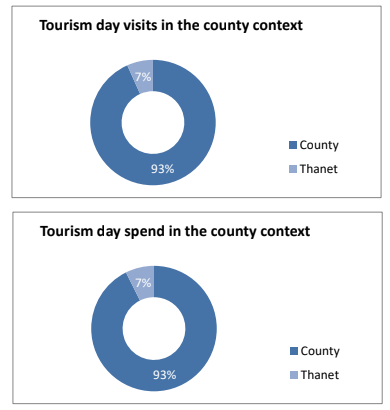 Tourism day visits in the county context
7%
93%
County
Thanet
Tourism day spend in the county context
7%
93%
County
Thanet